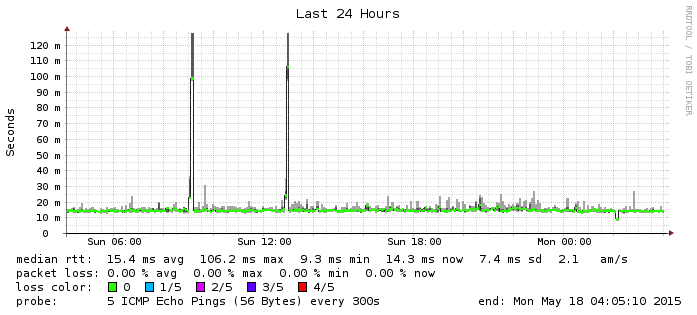 Last 24 Hours
RRDTOOL / TOBI OETIKER
Seconds
120 m
110 m
100 m
90 m
80 m
70 m
60 m
50 m
40 m
30 m
20 m
10 m
0
Sun 06:00 Sun 12:00 Sun 18:00 Mon 00:00
median rtt: 15.4 ms avg 106.2 ms max 9.3 ms min 14.3 ms now 7.4 ms sd 2.1 am/s
packet loss: 0.00 % avg 0.00 % max 0.00 % min 0.00 % now
loss color: 0 1/5 2/5 3/5 4/5
probe: 5 ICMP Echo Pings (56 Bytes) every 300s end: Mon May 18 04:05:10 2015